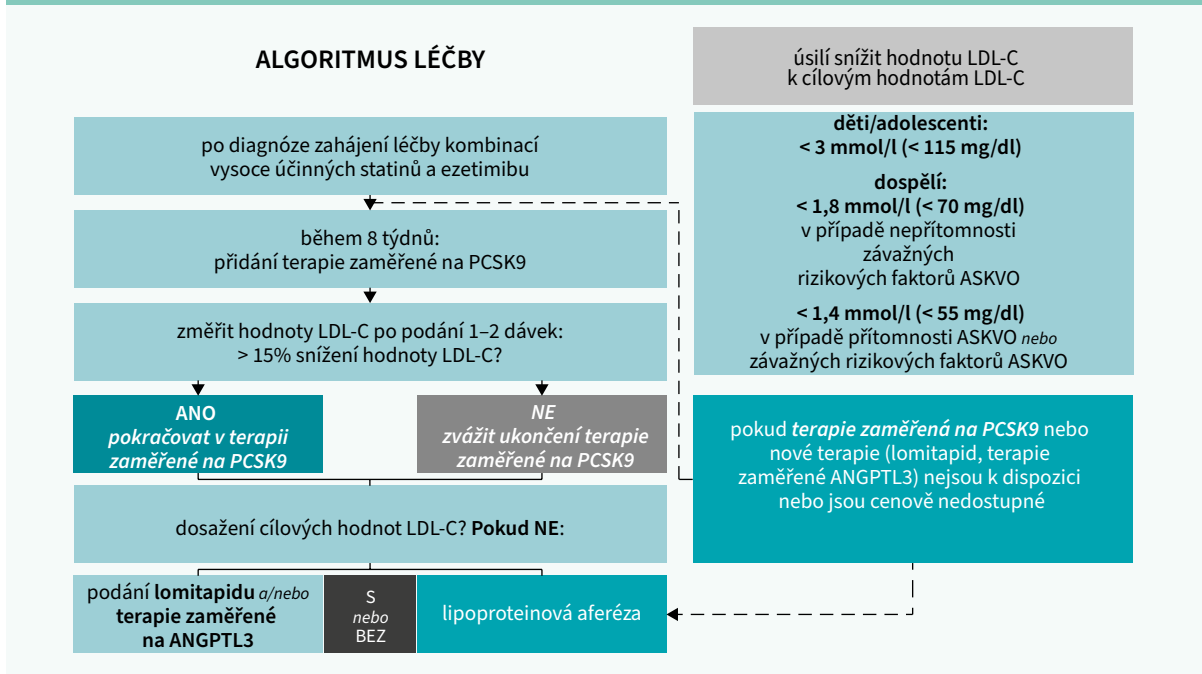 ALGORITMUS LÉČBY
po diagnóze zahájení léčby kombinací
vysoce účinných statinů a ezetimibu
během 8 týdnů:
přidání terapie zaměřené na PCSK9
změřit hodnoty LDL-C po podání 1–2 dávek:
> 15% snížení hodnoty LDL-C?
ANO
pokračovat v terapii
zaměřené na PCSK9
NE
zvážit ukončení terapie
zaměřené na PCSK9
dosažení cílových hodnot LDL-C? Pokud NE:
podání lomitapidu a/nebo
terapie zaměřené
na ANGPTL3
S
nebo
BEZ
lipoproteinová aferéza
úsilí snížit hodnotu LDL-C
k cílovým hodnotám LDL-C
děti/adolescenti:
< 3 mmol/l (< 115 mg/dl)
dospělí:
< 1,8 mmol/l (< 70 mg/dl)
v případě nepřítomnosti
závažných
rizikových faktorů ASKVO
< 1,4 mmol/l (< 55 mg/dl)
v případě přítomnosti ASKVO nebo
závažných rizikových faktorů ASKVO
pokud terapie zaměřená na PCSK9 nebo
nové terapie (lomitapid, terapie
zaměřené ANGPTL3) nejsou k dispozici
nebo jsou cenově nedostupné